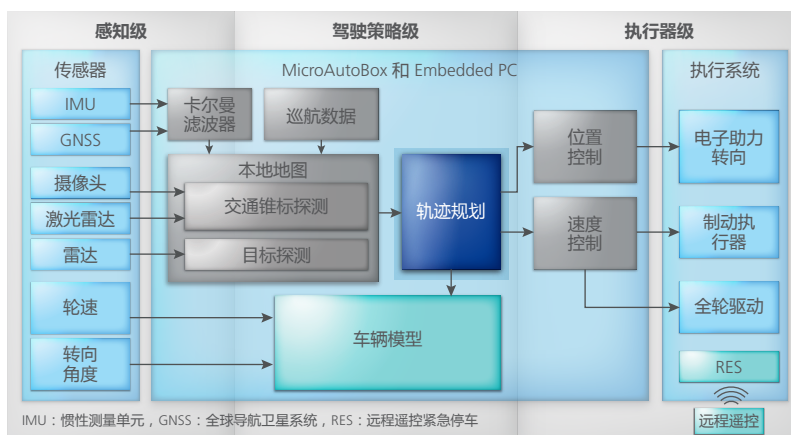 感知级
驾驶策略级
执行器级
传感器
MicroAutoBox 和 Embedded PC
执行系统
IMU
GNSS
摄像头
激光雷达
雷达
轮速
转向
角度
卡尔曼
滤波器
巡航数据
本地地图
交通锥标探测
目标探测
轨迹规划
车辆模型
位置
控制
速度
控制
电子助力
转向
制动执
行器
全轮驱动
RES
远程遥控
IMU：惯性测量单元，GNSS：全球导航卫星系统，RES：远程遥控紧急停车